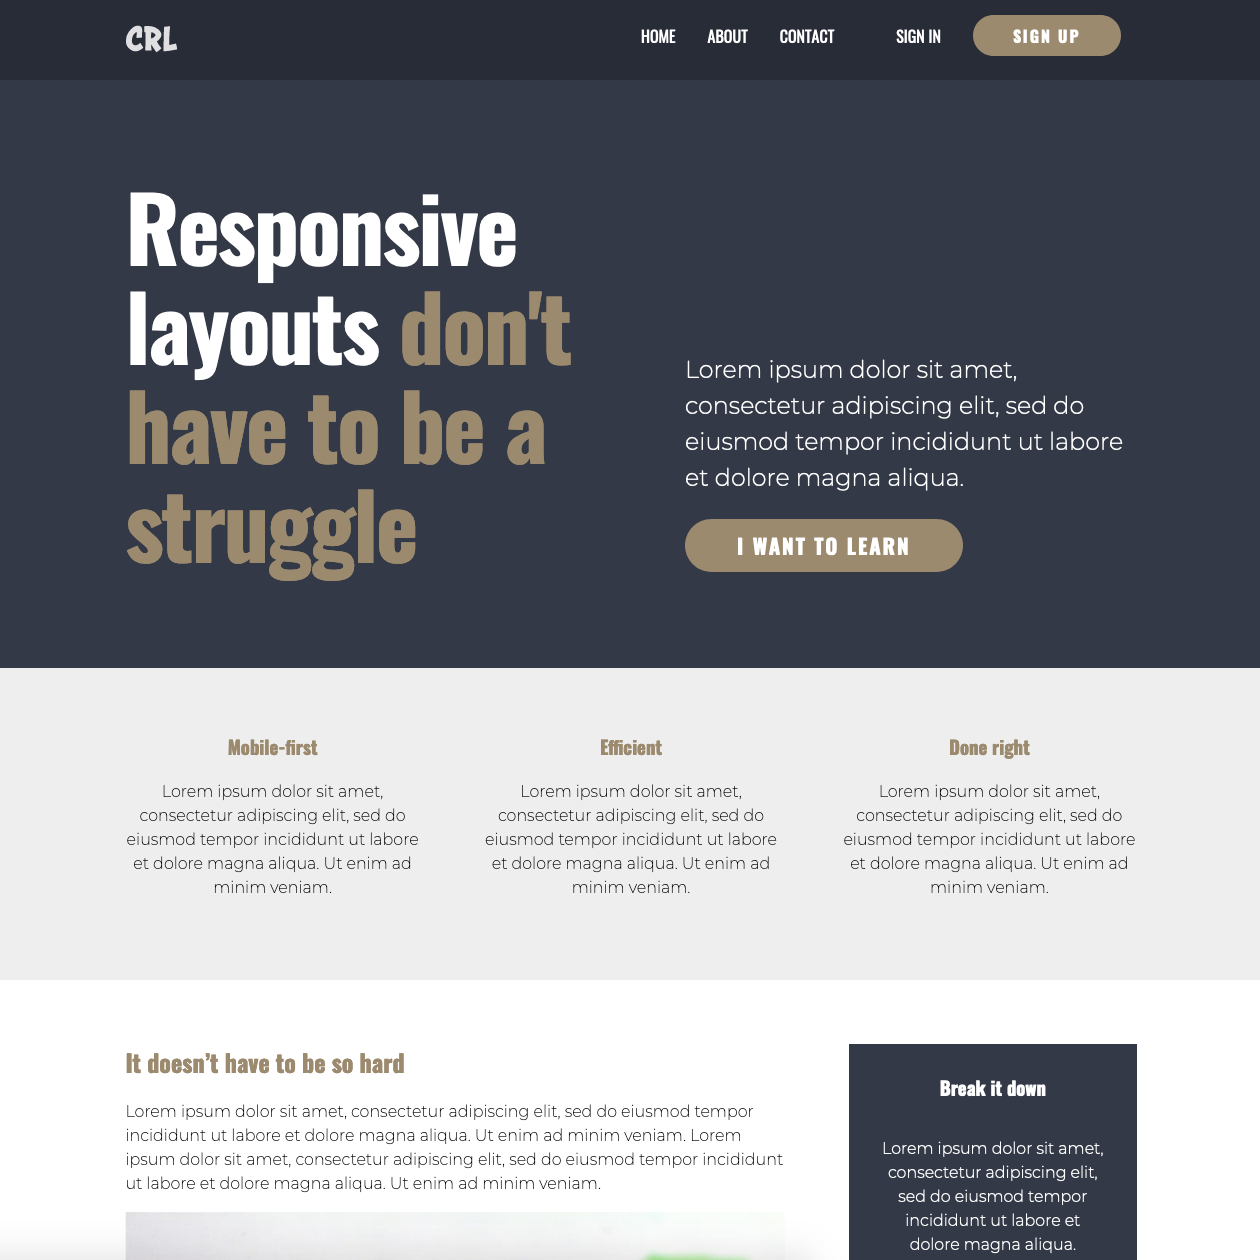 CRL
HOME ABOUT CONTACT SIGN IN SIGN UP
Responsive
layouts don't
have to be a
struggle
Lorem ipsum dolor sit amet,
consectetur adipiscing elit, sed do
eiusmod tempor incididunt ut labore
et dolore magna aliqua.
I WANT TO LEARN
Mobile-first
Lorem ipsum dolor sit amet,
consectetur adipiscing elit, sed do
eiusmod tempor incididunt ut labore
et dolore magna aliqua. Ut enim ad
minim veniam.
Efficient
Lorem ipsum dolor sit amet,
consectetur adipiscing elit, sed do
eiusmod tempor incididunt ut labore
et dolore magna aliqua. Ut enim ad
minim veniam.
Done right
Lorem ipsum dolor sit amet,
consectetur adipiscing elit, sed do
eiusmod tempor incididunt ut labore
et dolore magna aliqua. Ut enim ad
minim veniam.
It doesn’t have to be so hard
Lorem ipsum dolor sit amet, consectetur adipiscing elit, sed do eiusmod tempor
incididunt ut labore et dolore magna aliqua. Ut enim ad minim veniam. Lorem
ipsum dolor sit amet, consectetur adipiscing elit, sed do eiusmod tempor incididunt
ut labore et dolore magna aliqua. Ut enim ad minim veniam.
Break it down
Lorem ipsum dolor sit amet,
consectetur adipiscing elit,
sed do eiusmod tempor
incididunt ut labore et
dolore magna aliqua.